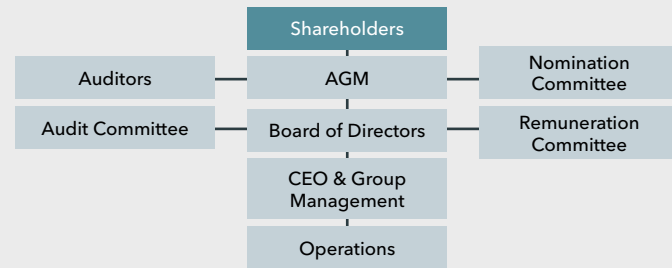 Shareholders
Auditors
AGM
Nomination
Committee
Audit Committee
Board of Directors
Remuneration
Committee
CEO & Group
Management
Operations